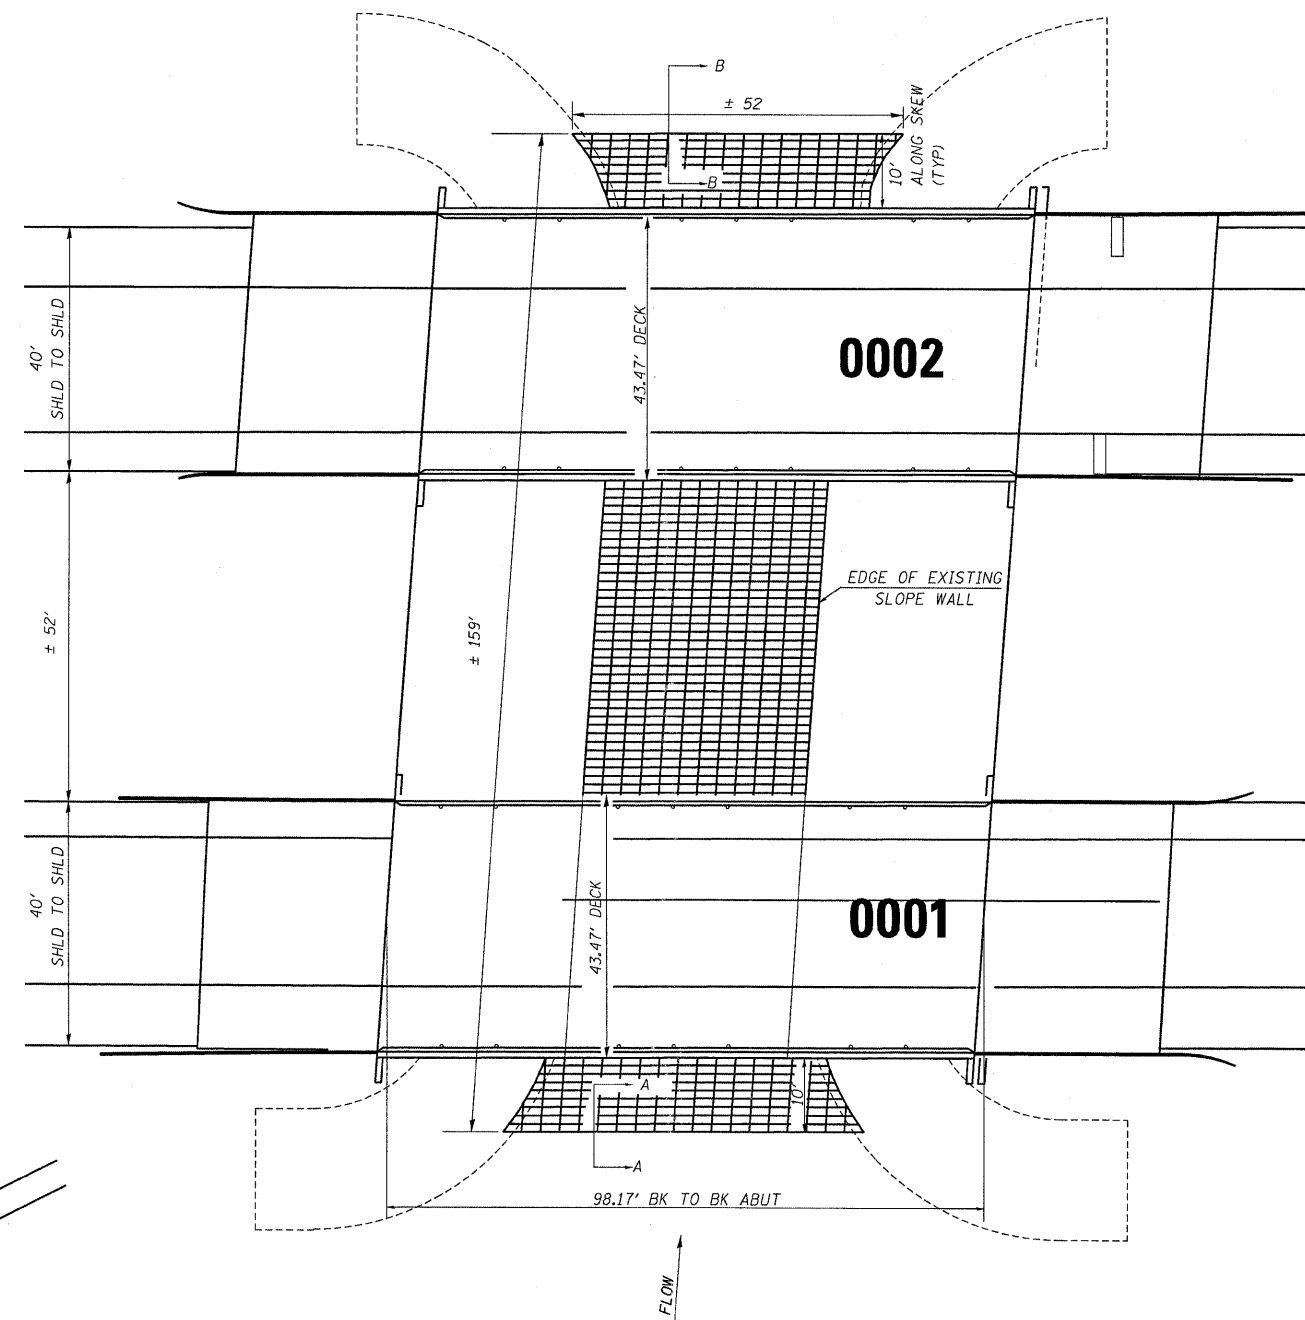 B
± 52
10'
ALONG SKEW
(TYP)
B
40'
SHLD TO SHLD
43.47' DECK
0002
EDGE OF EXISTING
SLOPE WALL
± 52'
± 159'
40'
SHLD TO SHLD
43.47' DECK
0001
A
10'
A
98.17' BK TO BK ABUT
FLOW